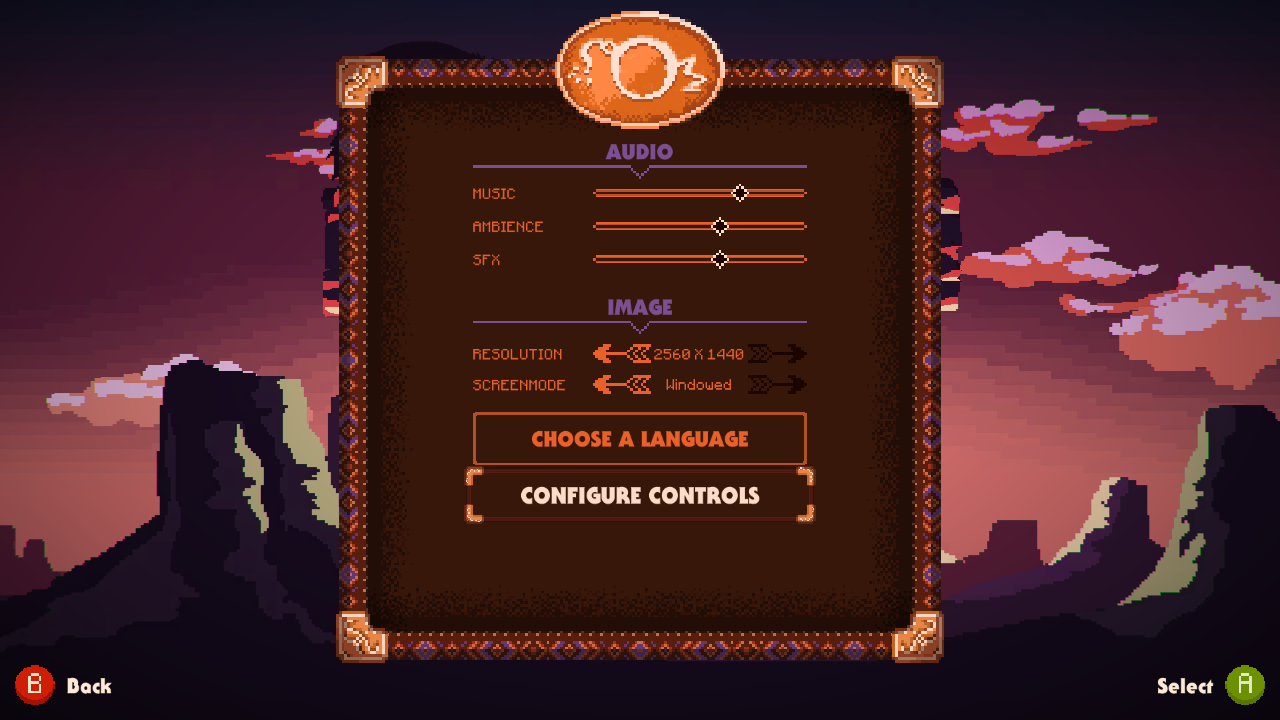 AUDIO
MUSIC
AMBIENCE
SFX
IMAGE
RESOLUTION 2560 X 1440
SCREENMODE Windowed
CHOOSE A LANGUAGE
CONFIGURE CONTROLS
B Back
Select A